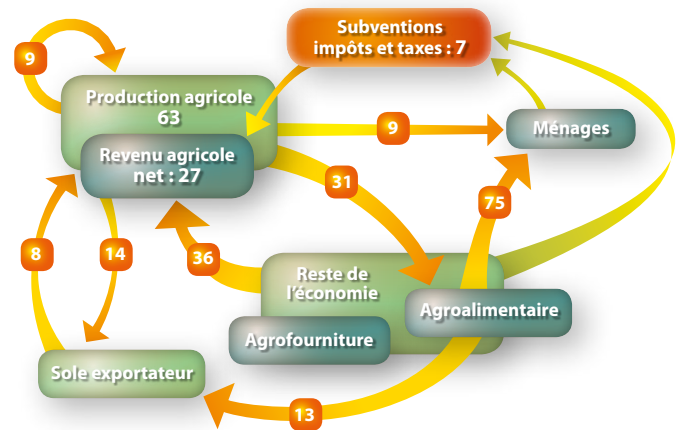 Subventions
impôts et taxes : 7
9
Production agricole
63
9
Ménages
Revenu agricole
net : 27
31
75
8
14
36
Reste de
l'économie
Agroalimentaire
Agrofourniture
Sole exportateur
13